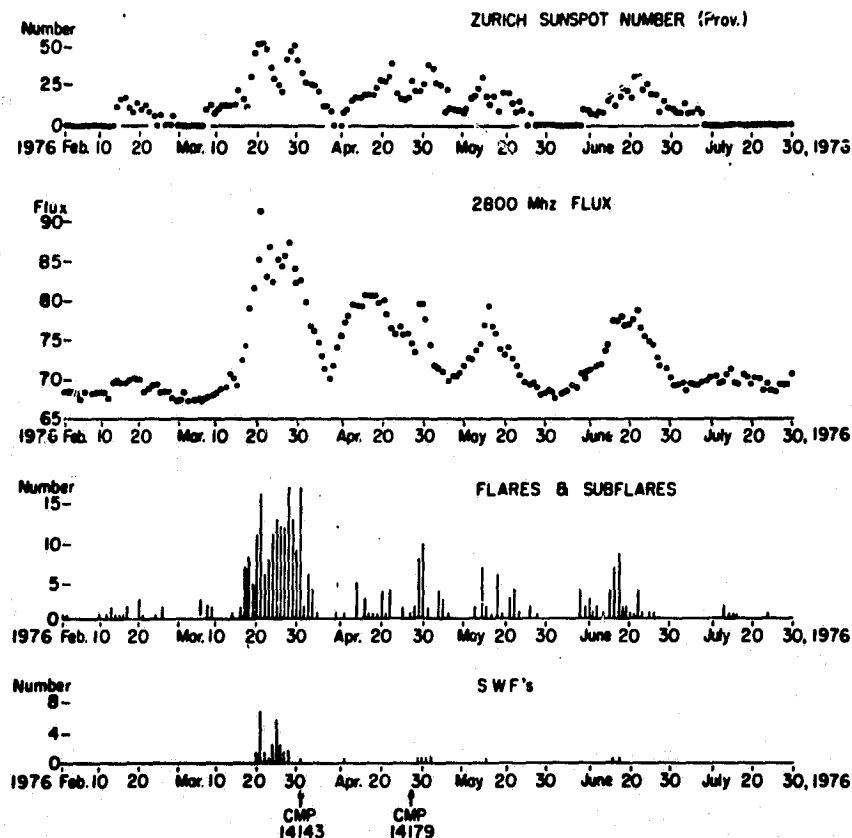 ZURICH SUNSPOT NUMBER (Prov.)
Number
50
25
0
1976 Feb. 10 20 Mar. 10 20 30 Apr. 20 30 May 20 30 June 20 30 July 20 30, 1976
2800 Mhz FLUX
Flux
90
85
80
75
70
65
1976 Feb. 10 20 Mar. 10 20 30 Apr. 20 30 May 20 30 June 20 30 July 20 30, 1976
FLARES & SUBFLARES
Number
15
10
5
0
1976 Feb. 10 20 Mar. 10 20 30 Apr. 20 30 May 20 30 June 20 30 July 20 30, 1976
SWF's
Number
8
4
0
1976 Feb. 10 20 Mar. 10 20 30 Apr. 20 30 May 20 30 June 20 30 July 20 30, 1976
CMP CMP
14143 14179